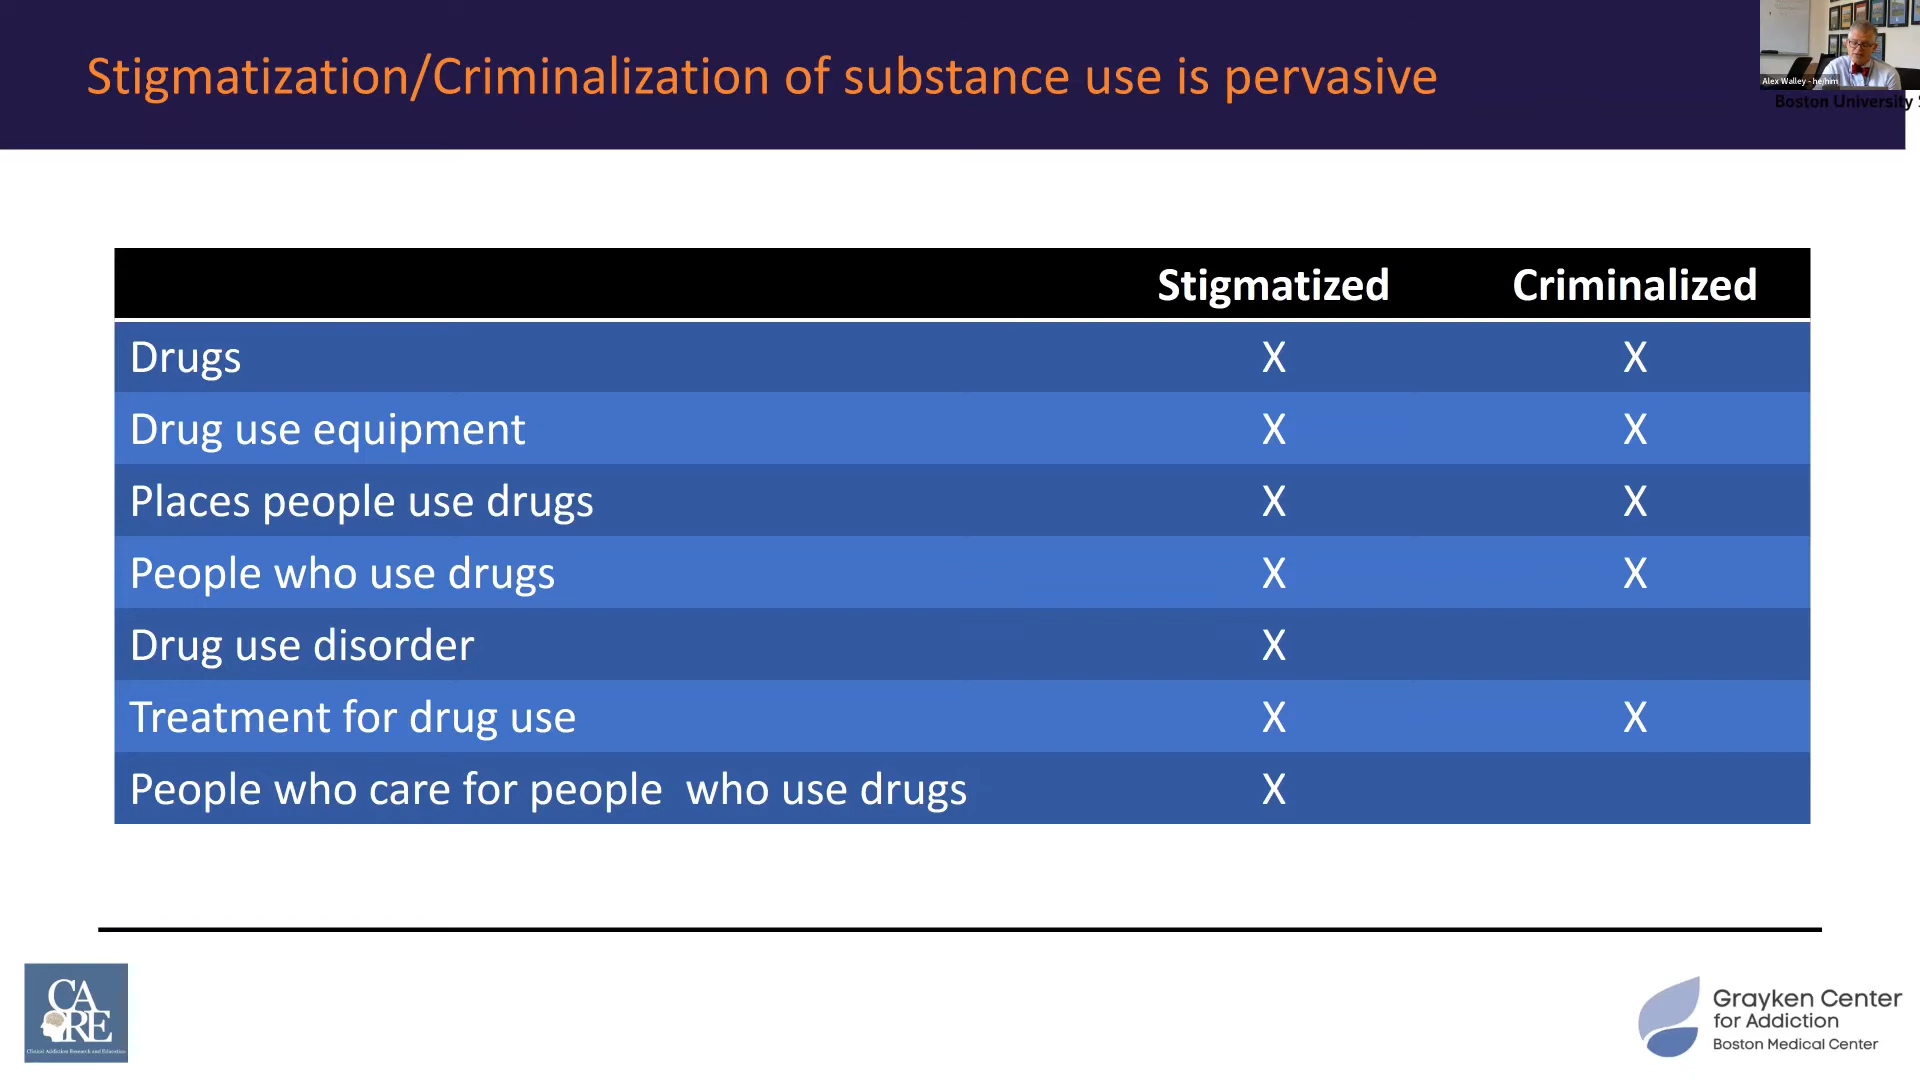 Stigmatization/Criminalization of substance use is pervasive
Alex Walley - he/him
Boston University
Stigmatized Criminalized
Drugs X X
Drug use equipment X X
Places people use drugs X X
People who use drugs X X
Drug use disorder X
Treatment for drug use X X
People who care for people  who use drugs X
CA
RE
Clinical Addiction Research and Education
Grayken Center
for Addiction
Boston Medical Center